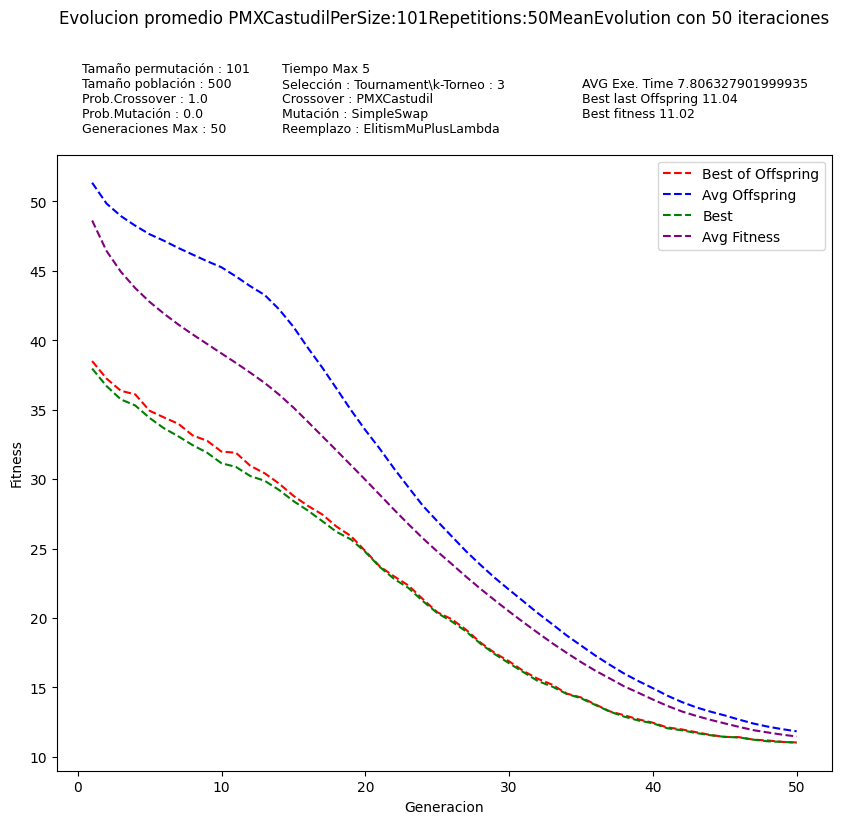 Evolucion promedio PMXCastudilPerSize:101Repetitions:50MeanEvolution con 50 iteraciones
Tamaño permutación : 101
Tamaño población : 500
Prob.Crossover : 1.0
Prob.Mutación : 0.0
Generaciones Max : 50
Tiempo Max 5
Selección : Tournament\k-Torneo : 3
Crossover : PMXCastudil
Mutación : SimpleSwap
Reemplazo : ElitismMuPlusLambda
AVG Exe. Time 7.806327901999935
Best last Offspring 11.04
Best fitness 11.02
Best of Offspring
Avg Offspring
Best
Avg Fitness
Fitness
50
45
40
35
30
25
20
15
10
0
10
20
30
40
50
Generacion